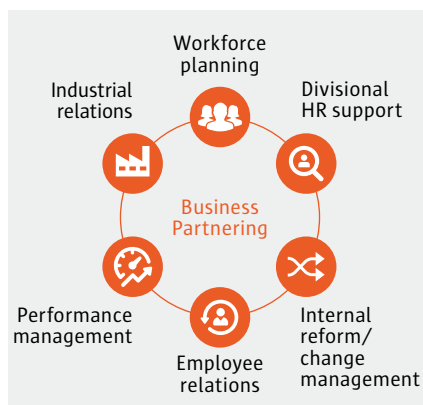 Workforce
planning
Industrial
relations
Divisional
HR support
Business
Partnering
Performance
management
Employee
relations
Internal
reform/
change
management